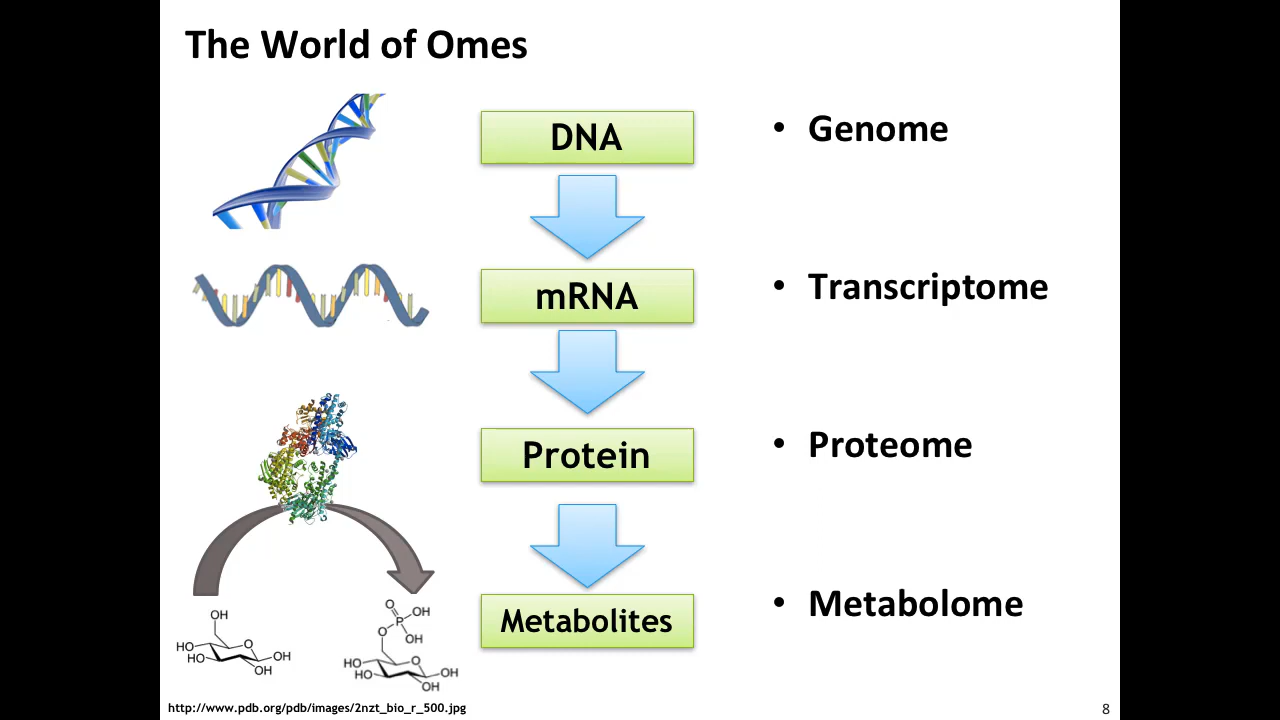 The World of Omes
DNA
• Genome
mRNA
• Transcriptome
Protein
• Proteome
Metabolites
• Metabolome
OH
HO
HO
O
OH
OH
O
P
OH
O
OH
HO
HO
O
OH
OH
http://www.pdb.org/pdb/images/2nzt_bio_r_500.jpg
8